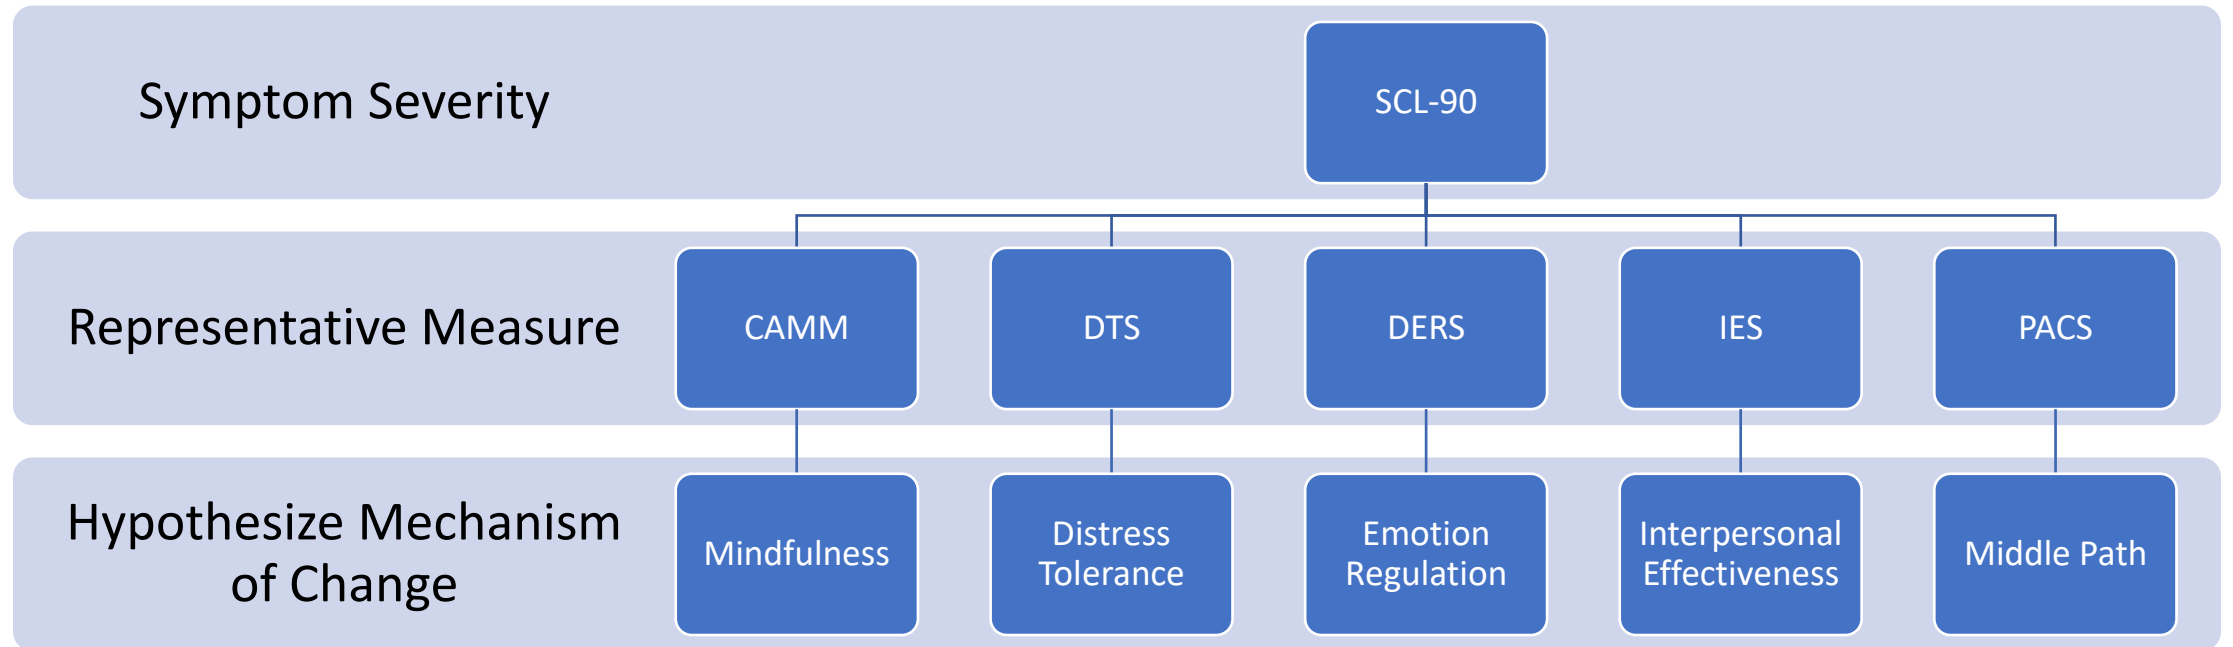 Symptom Severity
SCL-90
Representative Measure
CAMM
DTS
DERS
IES
PACS
Hypothesize Mechanism
of Change
Mindfulness
Distress
Tolerance
Emotion
Regulation
Interpersonal
Effectiveness
Middle Path